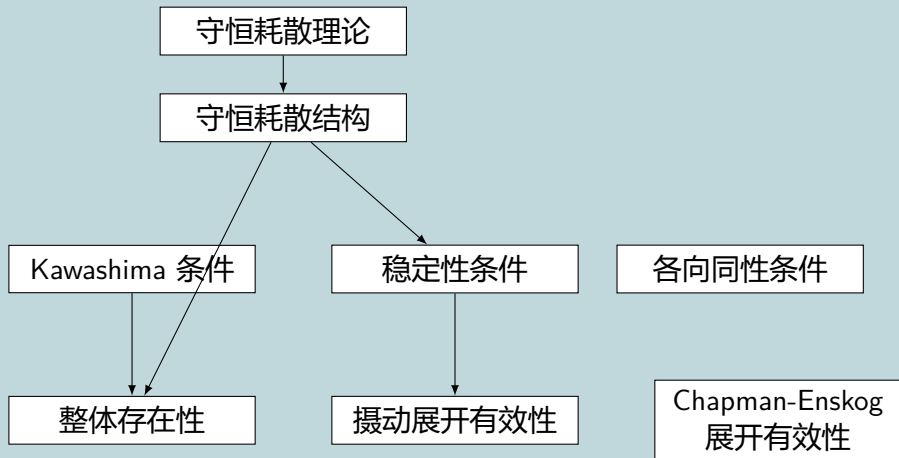 守恒耗散理论
守恒耗散结构
Kawashima 条件
稳定性条件
各向同性条件
整体存在性
摄动展开有效性
Chapman-Enskog
展开有效性